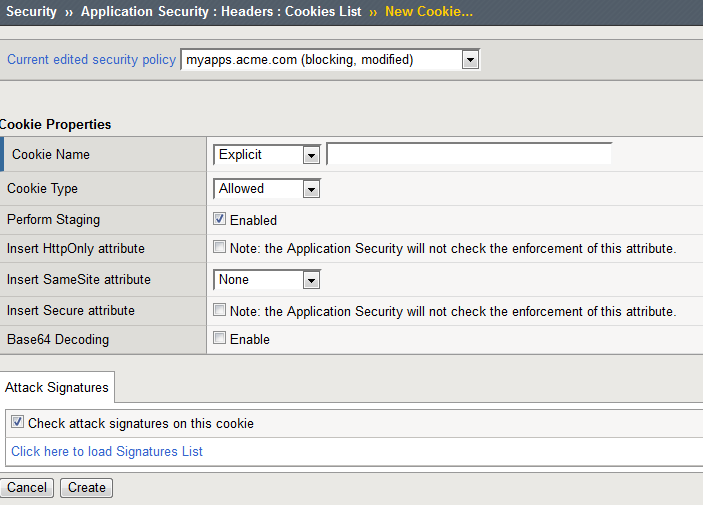 Security ›› Application Security : Headers : Cookies List ›› New Cookie...
Current edited security policy myapps.acme.com (blocking, modified)
Cookie Properties
Cookie Name Explicit
Cookie Type Allowed
Perform Staging Enabled
Insert HttpOnly attribute Note: the Application Security will not check the enforcement of this attribute.
Insert SameSite attribute None
Insert Secure attribute Note: the Application Security will not check the enforcement of this attribute.
Base64 Decoding Enable
Attack Signatures
Check attack signatures on this cookie
Click here to load Signatures List
Cancel Create